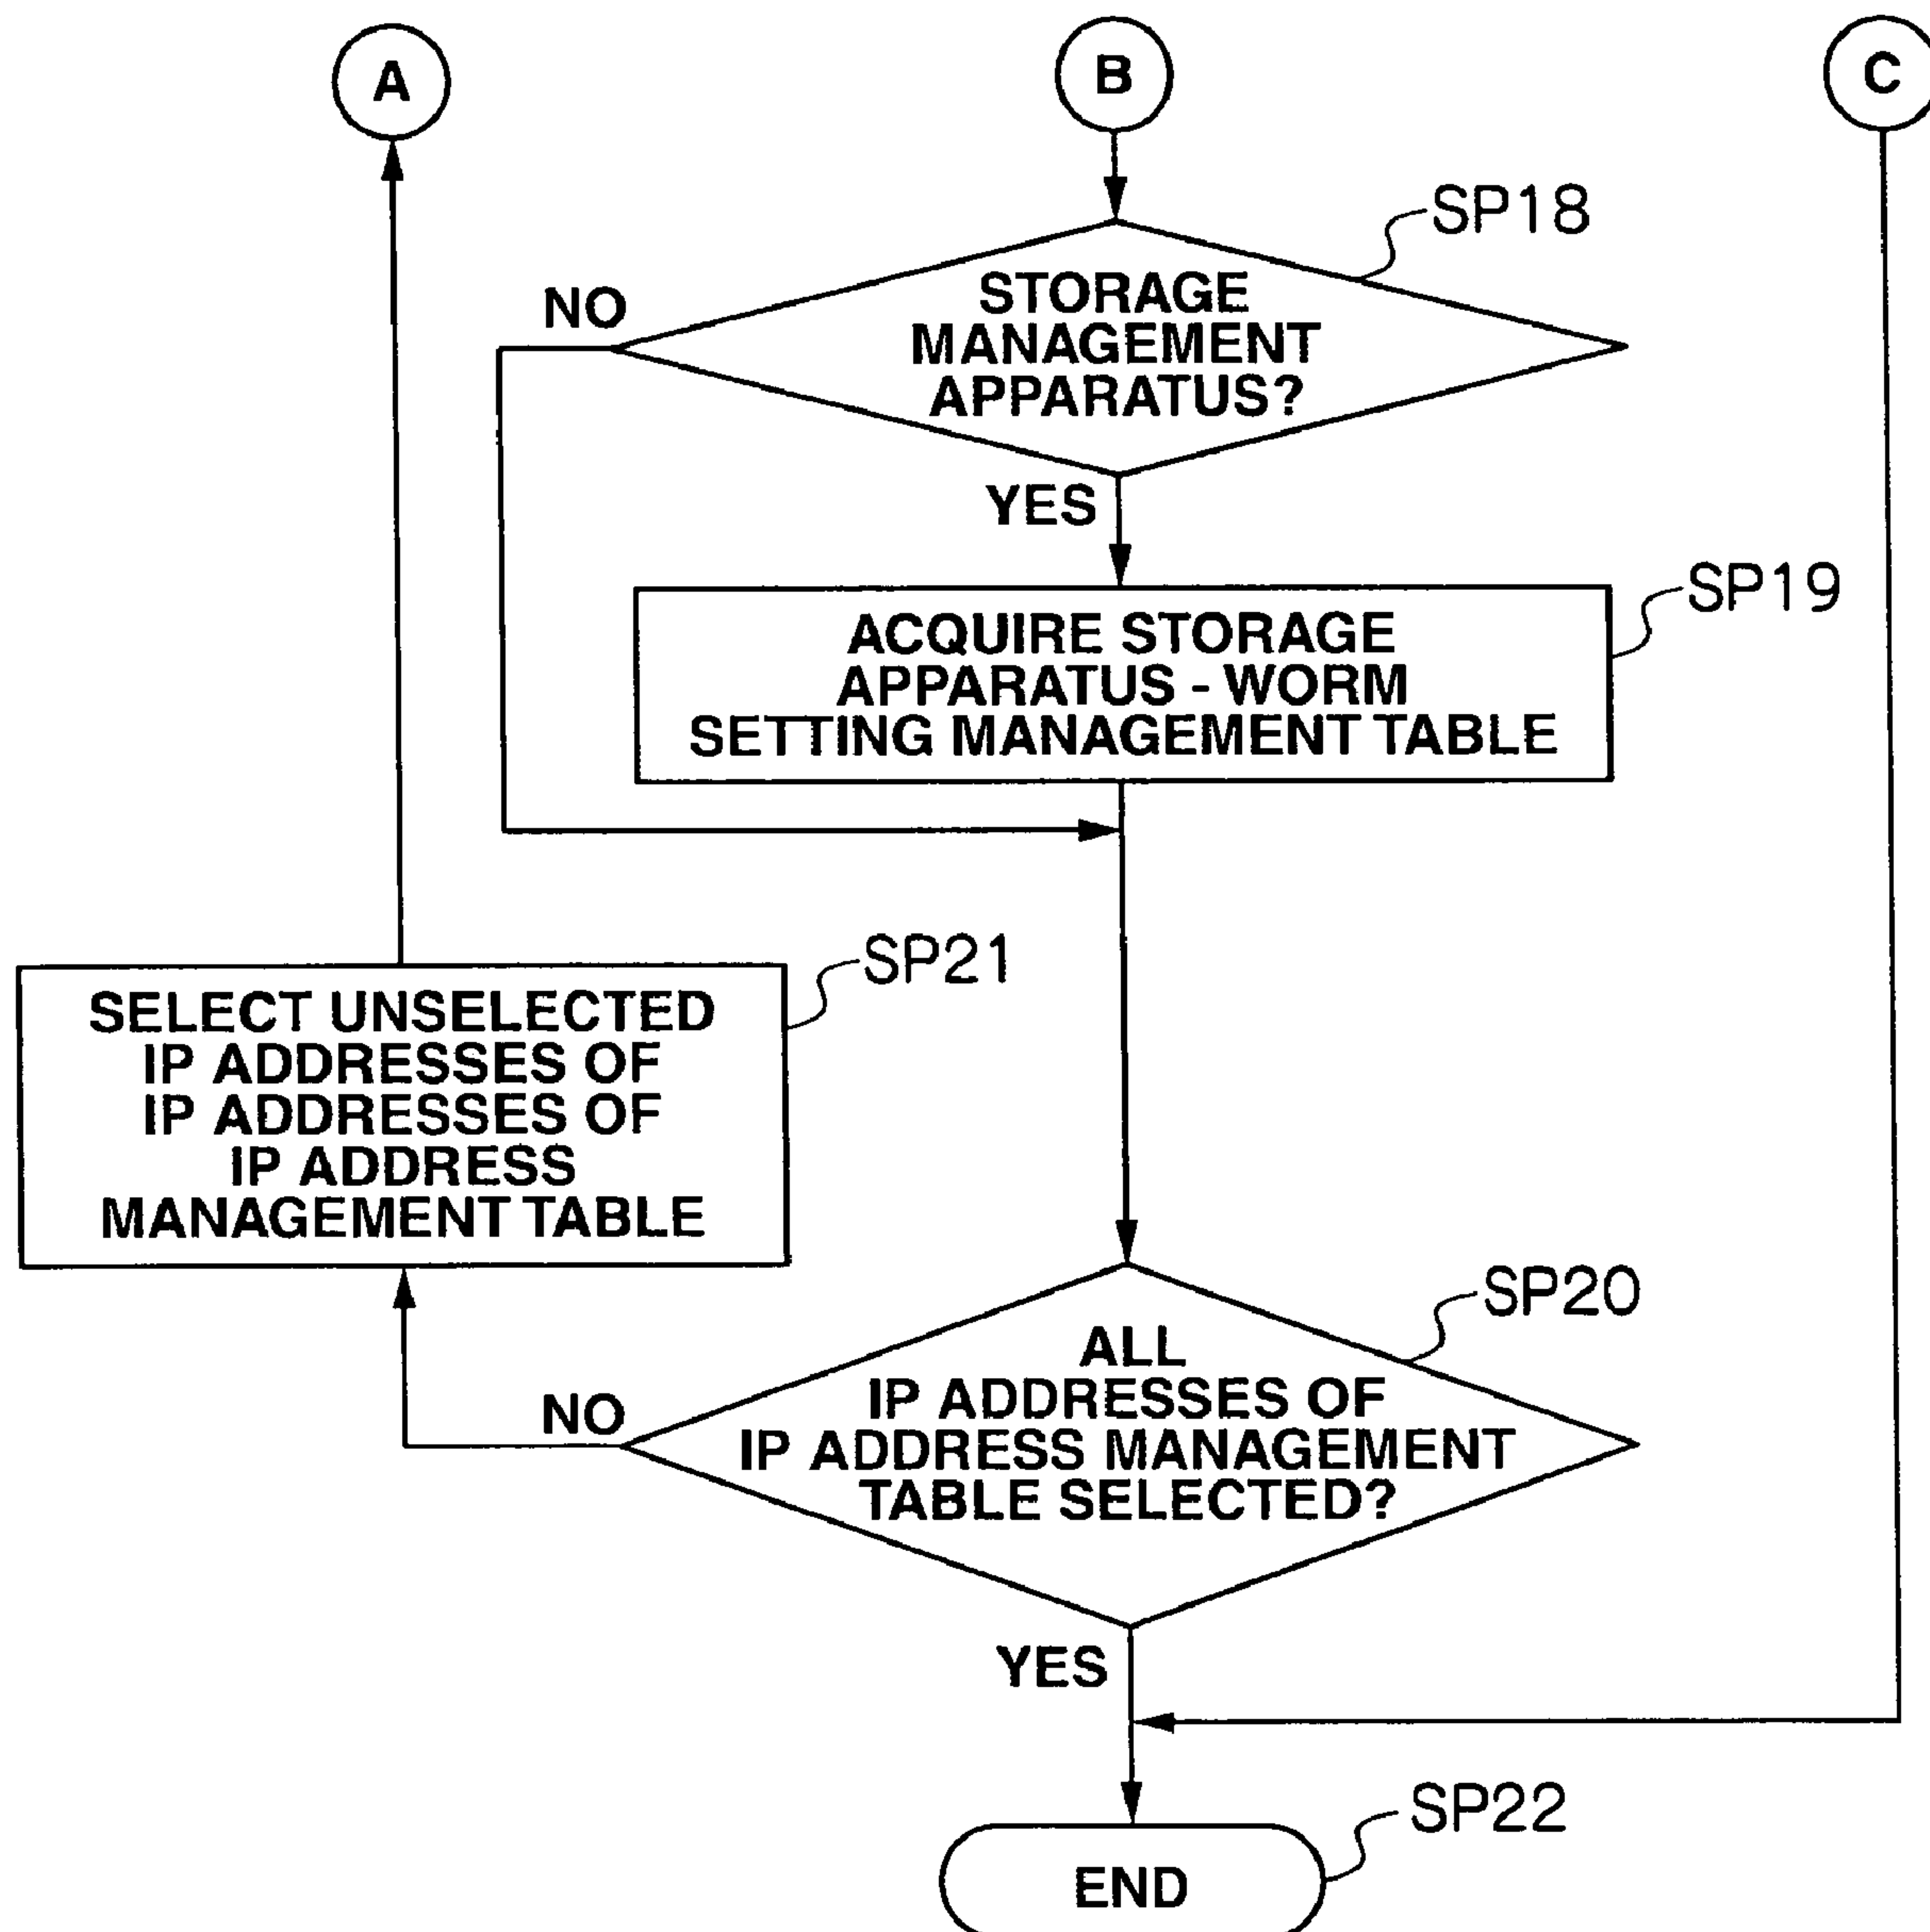 A
B
C
SP18
STORAGE
MANAGEMENT
APPARATUS?
NO
YES
SP19
ACQUIRE STORAGE
APPARATUS - WORM
SETTING MANAGEMENT TABLE
SP21
SELECT UNSELECTED
IP ADDRESSES OF
IP ADDRESSES OF
IP ADDRESS
MANAGEMENT TABLE
SP20
ALL
IP ADDRESSES OF
IP ADDRESS MANAGEMENT
TABLE SELECTED?
NO
YES
SP22
END